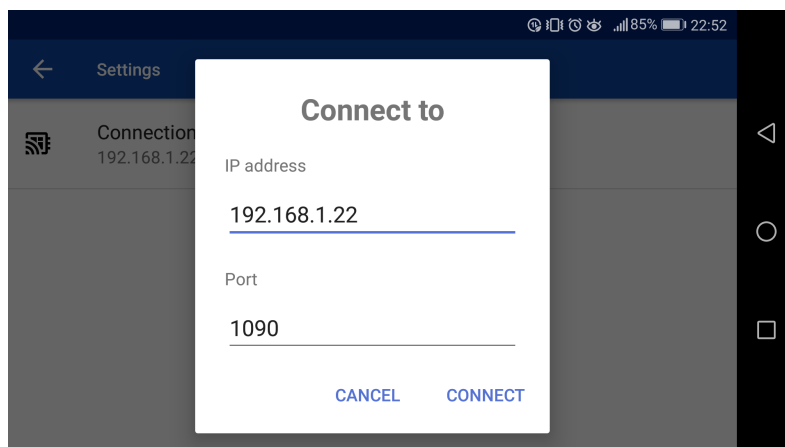 85% 22:52
Settings
Connect to
Connection
192.168.1.22
IP address
192.168.1.22
Port
1090
CANCEL CONNECT